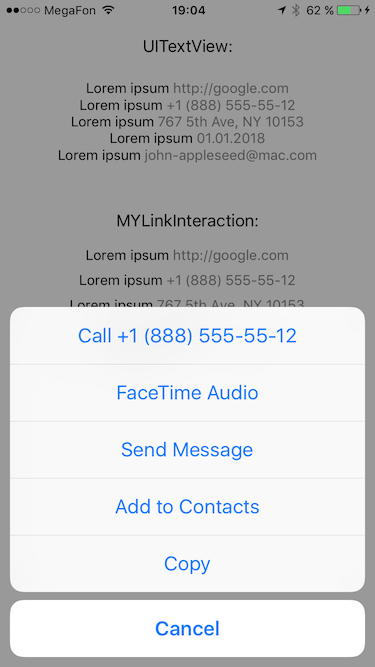 MegaFon 19:04 62 %
UITextView:
Lorem ipsum http://google.com
Lorem ipsum +1 (888) 555-55-12
Lorem ipsum 767 5th Ave, NY 10153
Lorem ipsum 01.01.2018
Lorem ipsum john-appleseed@mac.com
MYLinkInteraction:
Lorem ipsum http://google.com
Lorem ipsum +1 (888) 555-55-12
Lorem ipsum 767 5th Ave, NY 10153
Call +1 (888) 555-55-12
FaceTime Audio
Send Message
Add to Contacts
Copy
Cancel